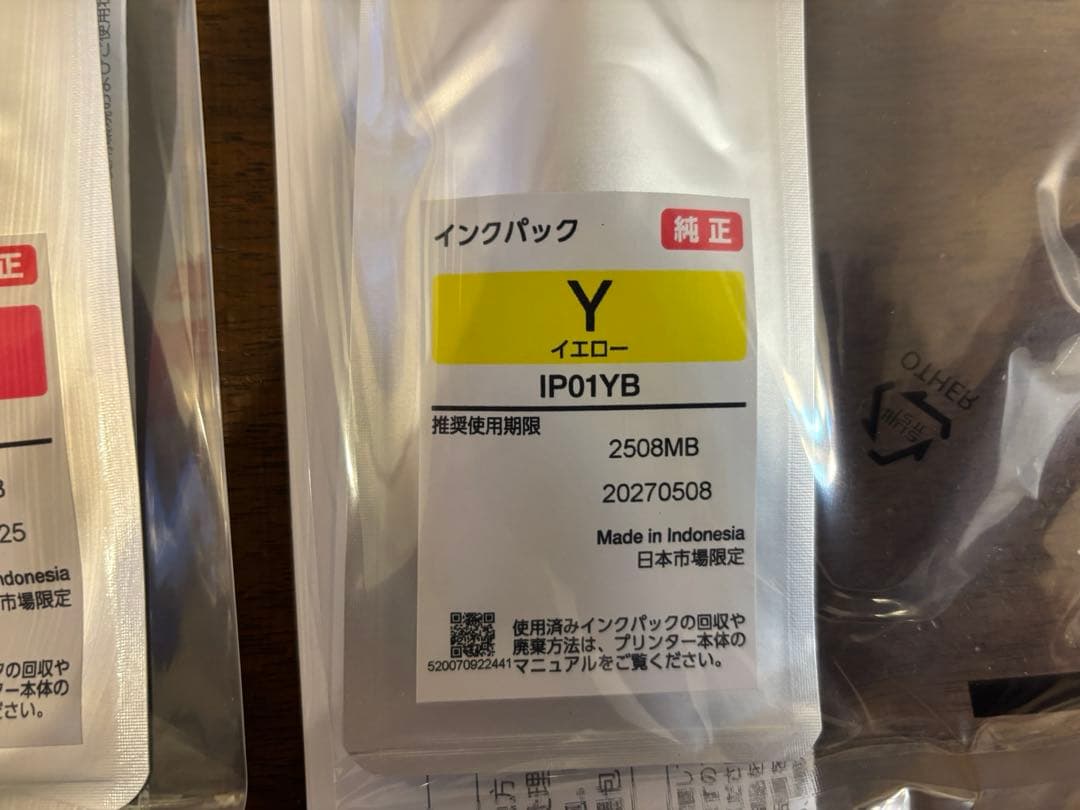 インクパック
純正
Y
イエロー
IP01YB
推奨使用期限
2508MB
20270508
Made in Indonesia
日本市場限定
使用済みインクパックの回収や
廃棄方法は、プリンター本体の
マニュアルをご覧ください。
520070922441
正
25
ndonesia
市場限定
クの回収や
ター本体の
ださい。
OTHER